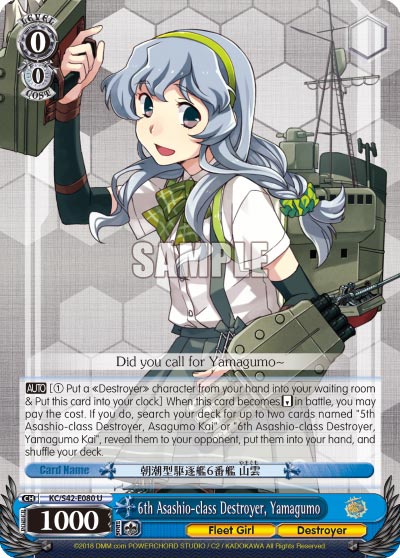 LEVEL
0
0
COST
SAMPLE
Did you call for Yamagumo~
AUTO [① Put a «Destroyer» character from your hand into your waiting room
& Put this card into your clock] When this card becomes in battle, you may
pay the cost. If you do, search your deck for up to two cards named "5th
Asashio-class Destroyer, Asagumo Kai" or "6th Asashio-class Destroyer,
Yamagumo Kai", reveal them to your opponent, put them into your hand, and
shuffle your deck.
Card Name
朝潮型駆逐艦6番艦 山雲
やまぐも
CH KC/S42-E080 U
1000
6th Asashio-class Destroyer, Yamagumo
Fleet Girl
Destroyer
©2016 DMM.com POWERCHORD STUDIO / C2 / KADOKAWA All Rights Reserved.